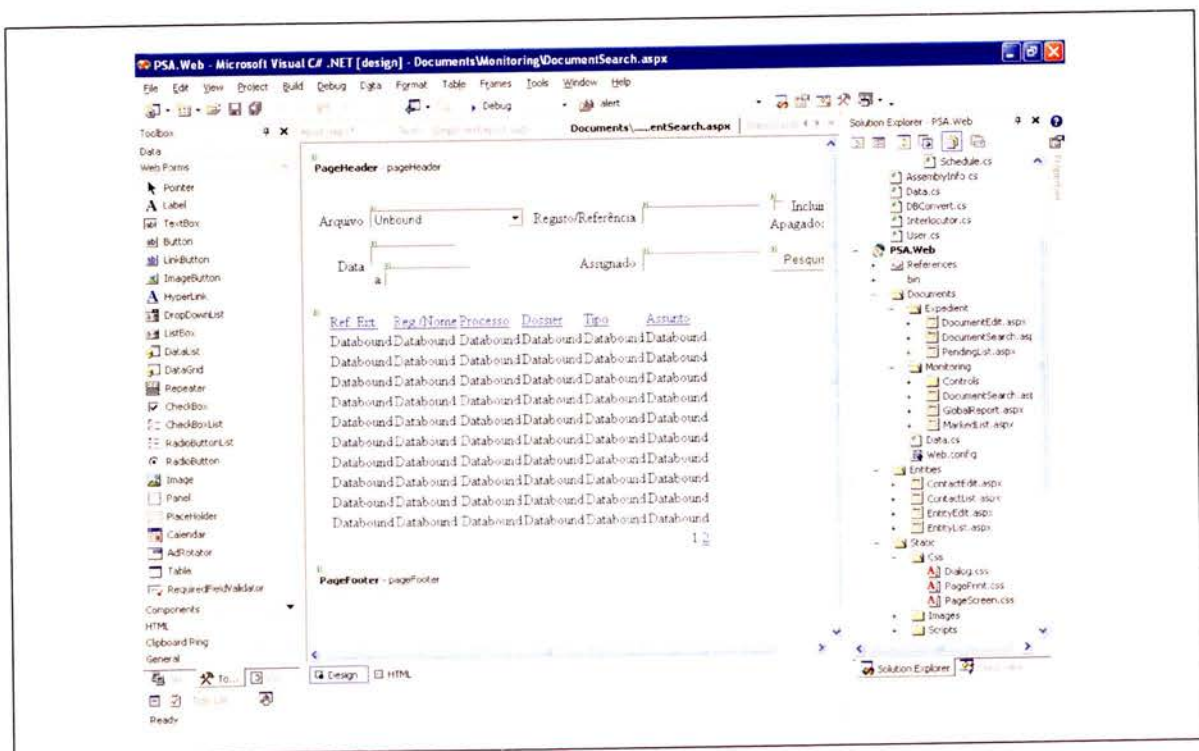 PSA.Web - Microsoft Visual C# .NET [design] - Documents\Monitoring\DocumentSearch.aspx
File Edit View Project Build Debug Data Format Table Frames Tools Window Help
Debug alert
Toolbox
Data
Web Forms
Pointer
Label
TextBox
Button
LinkButton
ImageButton
HyperLink
DropDownList
ListBox
DataList
DataGrid
Repeater
CheckBox
CheckBoxList
RadioButtonList
RadioButton
Image
Panel
PlaceHolder
Calendar
AdRotator
Table
RequiredFieldValidator
Components
HTML
Clipboard Ring
General
To...
Ready
Documents\......entSearch.aspx
PageHeader - pageHeader
Arquivo Unbound Registo/Referência Incluir
Apagado:
Data a Assignado Pesquis
Ref. Ext. Reg./Nome Processo Dossier Tipo Assunto
Databound Databound Databound Databound Databound Databound
Databound Databound Databound Databound Databound Databound
Databound Databound Databound Databound Databound Databound
Databound Databound Databound Databound Databound Databound
Databound Databound Databound Databound Databound Databound
Databound Databound Databound Databound Databound Databound
Databound Databound Databound Databound Databound Databound
Databound Databound Databound Databound Databound Databound
Databound Databound Databound Databound Databound Databound
Databound Databound Databound Databound Databound Databound
1 2
PageFooter - pageFooter
Design HTML
Solution Explorer - PSA.Web
Schedule.cs
AssemblyInfo.cs
Data.cs
DBConvert.cs
Interlocutor.cs
User.cs
PSA.Web
References
bin
Documents
Expedient
DocumentEdit.aspx
DocumentSearch.asp
PendingList.aspx
Monitoring
Controls
DocumentSearch.asp
GlobalReport.aspx
MarkedList.aspx
Data.cs
Web.config
Entities
ContactEdit.aspx
ContactList.aspx
EntityEdit.aspx
EntityList.aspx
Static
Css
Dialog.css
PagePrint.css
PageScreen.css
Images
Scripts
Solution Explorer